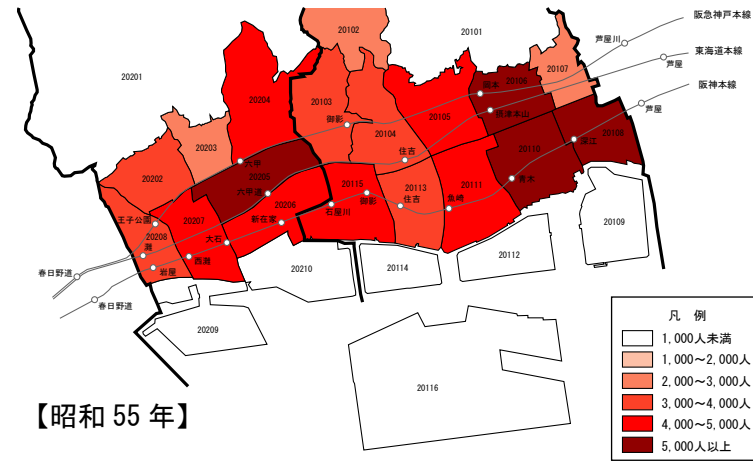 阪急神戸本線
20102
20101
芦屋川
東海道本線
20201
芦屋
20107
20106
阪神本線
岡本
20204
20103
芦屋
摂津本山
20105
20108
御影
20104
20203
深江
住吉
20110
六甲
20202
20205
20115
20113
20111
青木
六甲道
御影
住吉
魚崎
20206
石屋川
王子公園
20207
新在家
20109
20208
大石
灘
西灘
20112
岩屋
20210
20114
春日野道
春日野道
20209
20116
凡 例
1,000人未満
1,000～2,000人
2,000～3,000人
3,000～4,000人
4,000～5,000人
5,000人以上
【昭和 55 年】